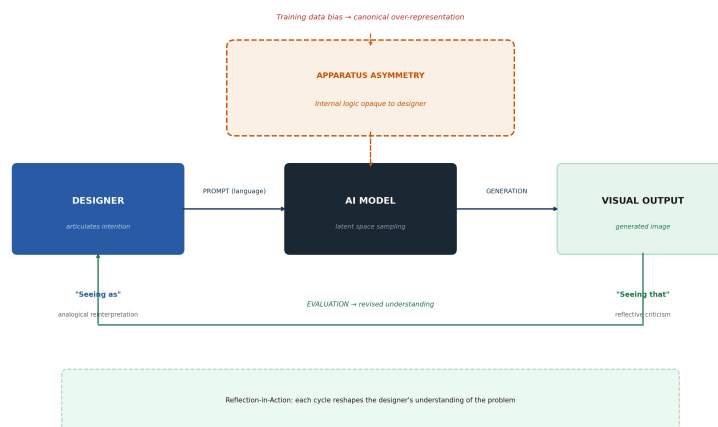 Training data bias → canonical over-representation
APPARATUS ASYMMETRY
Internal logic opaque to designer
DESIGNER
articulates intention
PROMPT (language)
AI MODEL
latent space sampling
GENERATION
VISUAL OUTPUT
generated image
"Seeing as"
analogical reinterpretation
EVALUATION → revised understanding
"Seeing that"
reflective criticism
Reflection-in-Action: each cycle reshapes the designer's understanding of the problem